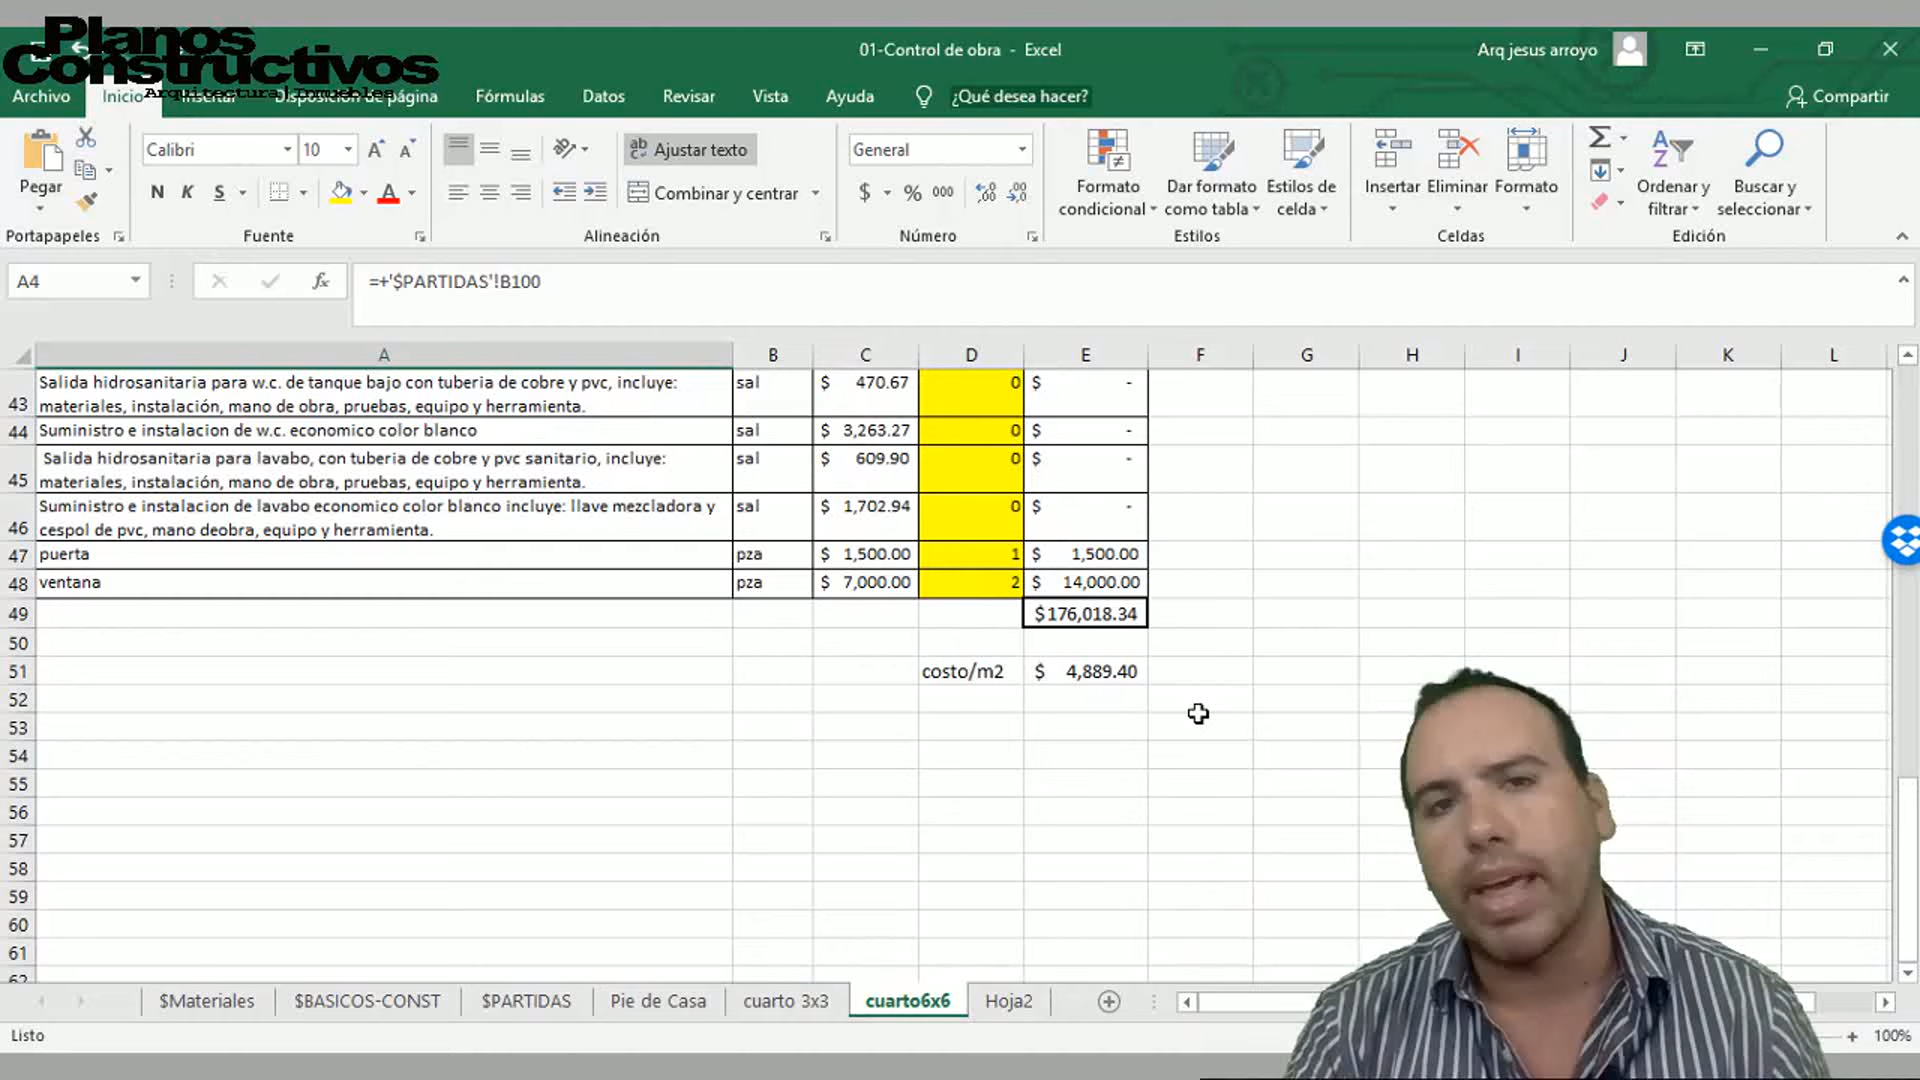 Planos
Constructivos
Arquitectura|Inmuebles
01-Control de obra - Excel
Arq jesus arroyo
Archivo
Inicio
Insertar
Disposición de página
Fórmulas
Datos
Revisar
Vista
Ayuda
¿Qué desea hacer?
Compartir
Pegar
Portapapeles
Calibri
10
N K S
Fuente
Ajustar texto
Combinar y centrar
Alineación
General
$ % 000
Número
Formato condicional
Dar formato como tabla
Estilos de celda
Estilos
Insertar
Eliminar
Formato
Celdas
Ordenar y filtrar
Buscar y seleccionar
Edición
A4
fx
=+'$PARTIDAS'!B100
A B C D E F G H I J K L
43 Salida hidrosanitaria para w.c. de tanque bajo con tuberia de cobre y pvc, incluye: sal $ 470.67 0 $ -
materiales, instalación, mano de obra, pruebas, equipo y herramienta.
44 Suministro e instalacion de w.c. economico color blanco sal $ 3,263.27 0 $ -
45 Salida hidrosanitaria para lavabo, con tuberia de cobre y pvc sanitario, incluye: sal $ 609.90 0 $ -
materiales, instalación, mano de obra, pruebas, equipo y herramienta.
46 Suministro e instalacion de lavabo economico color blanco incluye: llave mezcladora y sal $ 1,702.94 0 $ -
cespol de pvc, mano deobra, equipo y herramienta.
47 puerta pza $ 1,500.00 1 $ 1,500.00
48 ventana pza $ 7,000.00 2 $ 14,000.00
49 $176,018.34
50
51 costo/m2 $ 4,889.40
52
53
54
55
56
57
58
59
60
61
62
$Materiales
$BASICOS-CONST
$PARTIDAS
Pie de Casa
cuarto 3x3
cuarto6x6
Hoja2
Listo
100%